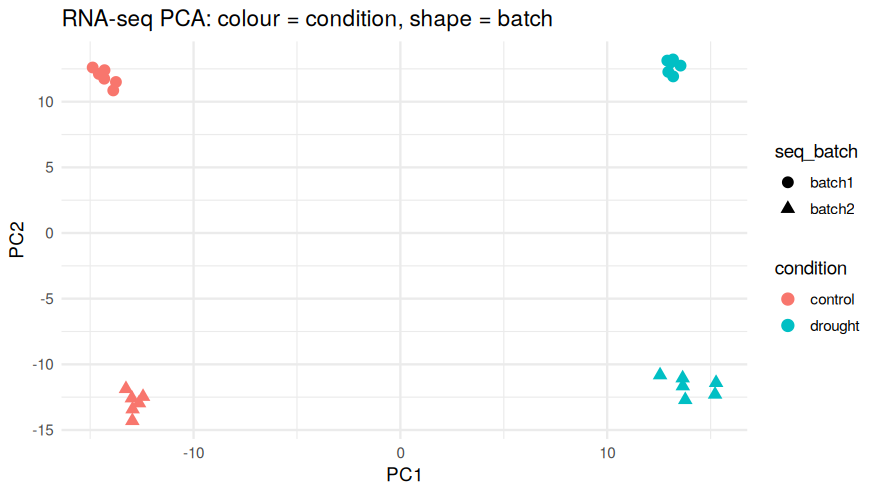 RNA-seq PCA: colour = condition, shape = batch
10
5
0
-5
-10
-15
PC2
-10
0
10
PC1
seq_batch
batch1
batch2
condition
control
drought